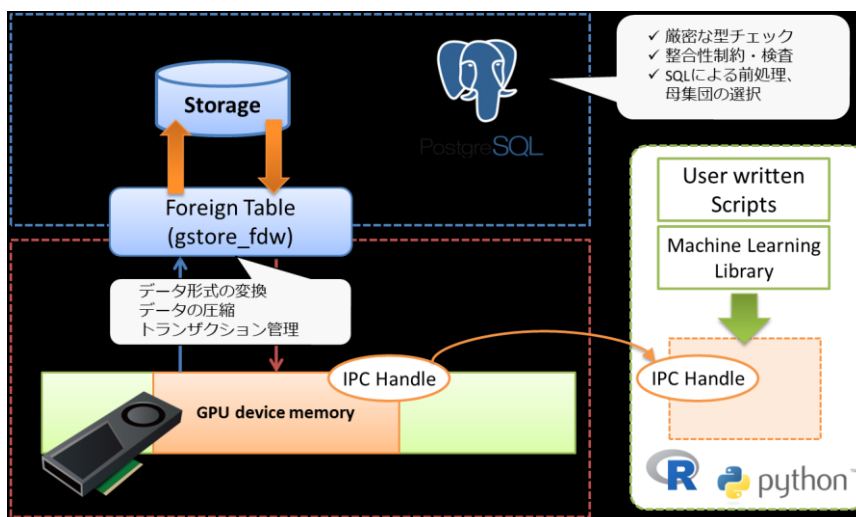 ✓ 厳密な型チェック
✓ 整合性制約・検査
✓ SQLによる前処理、
母集団の選択
Storage
PostgreSQL
Foreign Table
(gstore_fdw)
データ形式の変換
データの圧縮
トランザクション管理
IPC Handle
GPU device memory
User written
Scripts
Machine Learning
Library
IPC Handle
R
python™